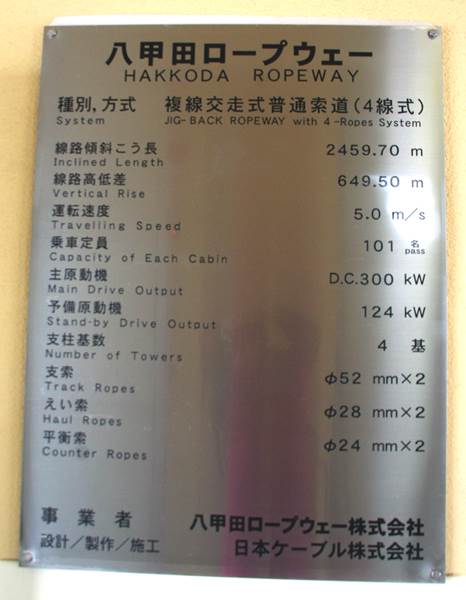 八甲田ロープウェー
HAKKODA ROPEWAY
種別,方式 複線交走式普通索道(4線式)
System JIG-BACK ROPEWAY with 4-Ropes System
線路傾斜こう長 2459.70 m
Inclined Length
線路高低差 649.50 m
Vertical Rise
運転速度 5.0 m/s
Travelling Speed
乗車定員 101 名
Capacity of Each Cabin pass
主原動機 D.C.300 kW
Main Drive Output
予備原動機 124 kW
Stand-by Drive Output
支柱基数 4 基
Number of Towers
支索 φ52 mm×2
Track Ropes
えい索 φ28 mm×2
Haul Ropes
平衡索 φ24 mm×2
Counter Ropes
事業者 八甲田ロープウェー株式会社
設計/製作/施工 日本ケーブル株式会社